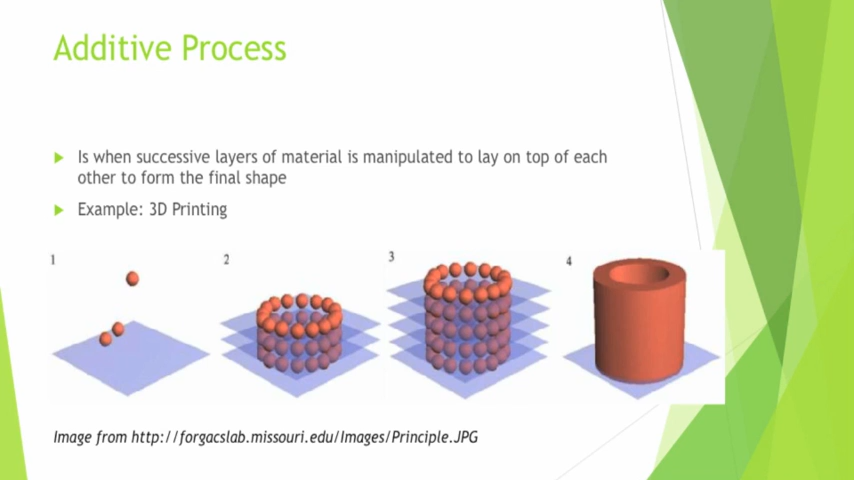 Additive Process
Is when successive layers of material is manipulated to lay on top of each
other to form the final shape
Example: 3D Printing
1
2
3
4
Image from http://forgacslab.missouri.edu/Images/Principle.JPG